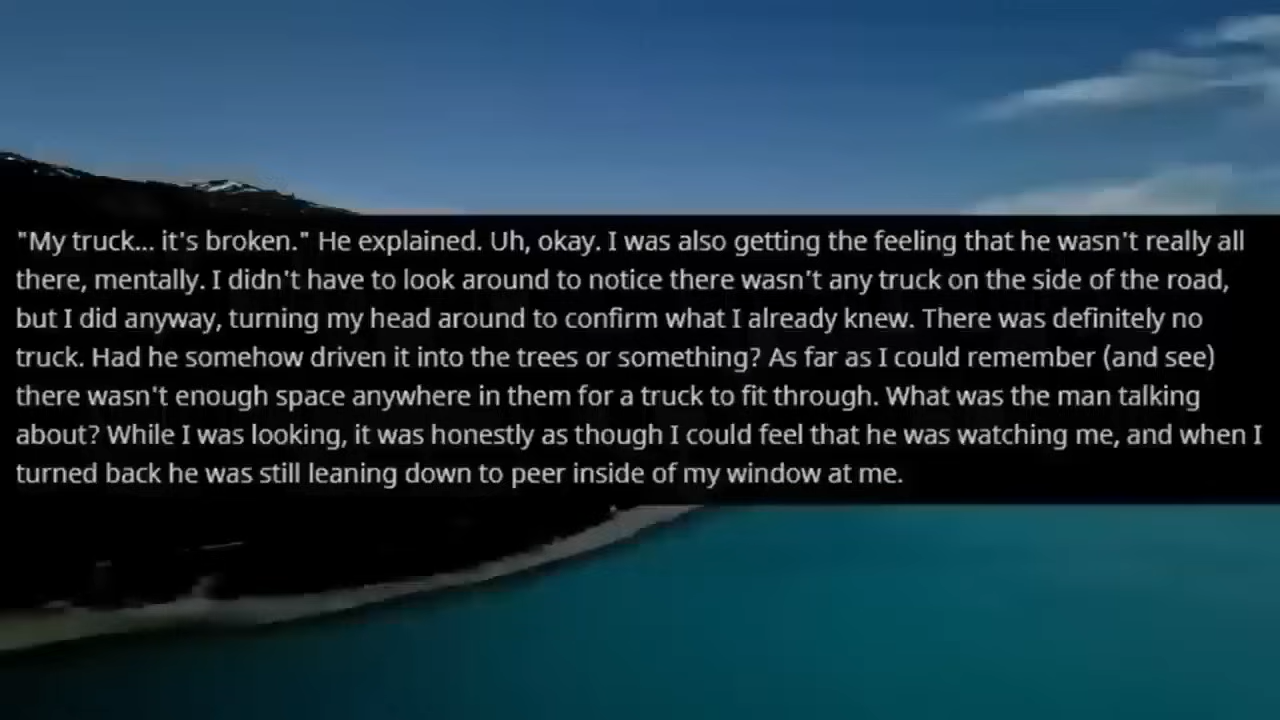 "My truck... it's broken." He explained. Uh, okay. I was also getting the feeling that he wasn't really all
there, mentally. I didn't have to look around to notice there wasn't any truck on the side of the road,
but I did anyway, turning my head around to confirm what I already knew. There was definitely no
truck. Had he somehow driven it into the trees or something? As far as I could remember (and see)
there wasn't enough space anywhere in them for a truck to fit through. What was the man talking
about? While I was looking, it was honestly as though I could feel that he was watching me, and when I
turned back he was still leaning down to peer inside of my window at me.